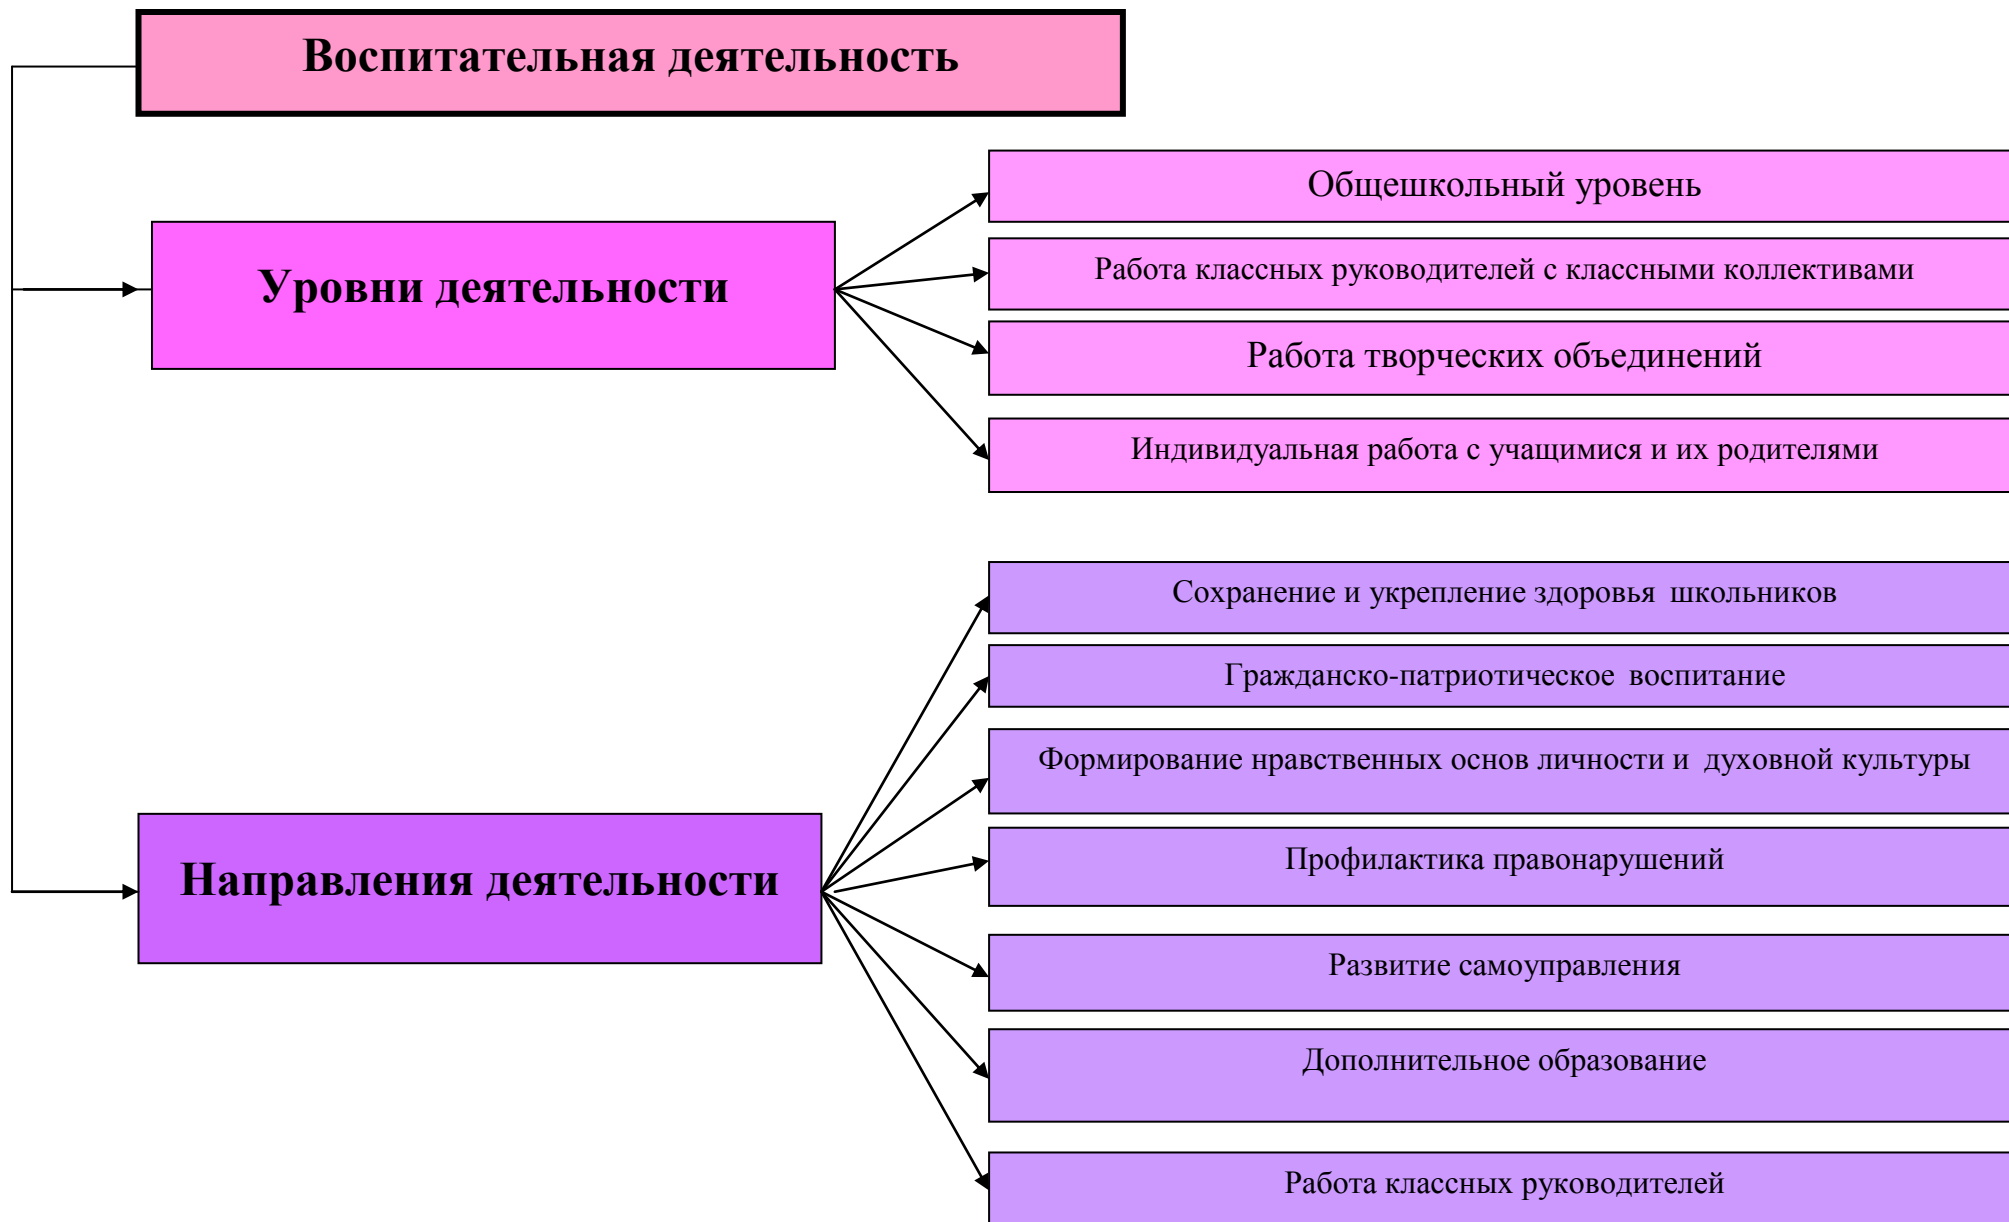 Воспитательная деятельность
Общешкольный уровень
Работа классных руководителей с классными коллективами
Уровни деятельности
Работа творческих объединений
Индивидуальная работа с учащимися и их родителями
Сохранение и укрепление здоровья школьников
Гражданско-патриотическое воспитание
Формирование нравственных основ личности и духовной культуры
Профилактика правонарушений
Направления деятельности
Развитие самоуправления
Дополнительное образование
Работа классных руководителей